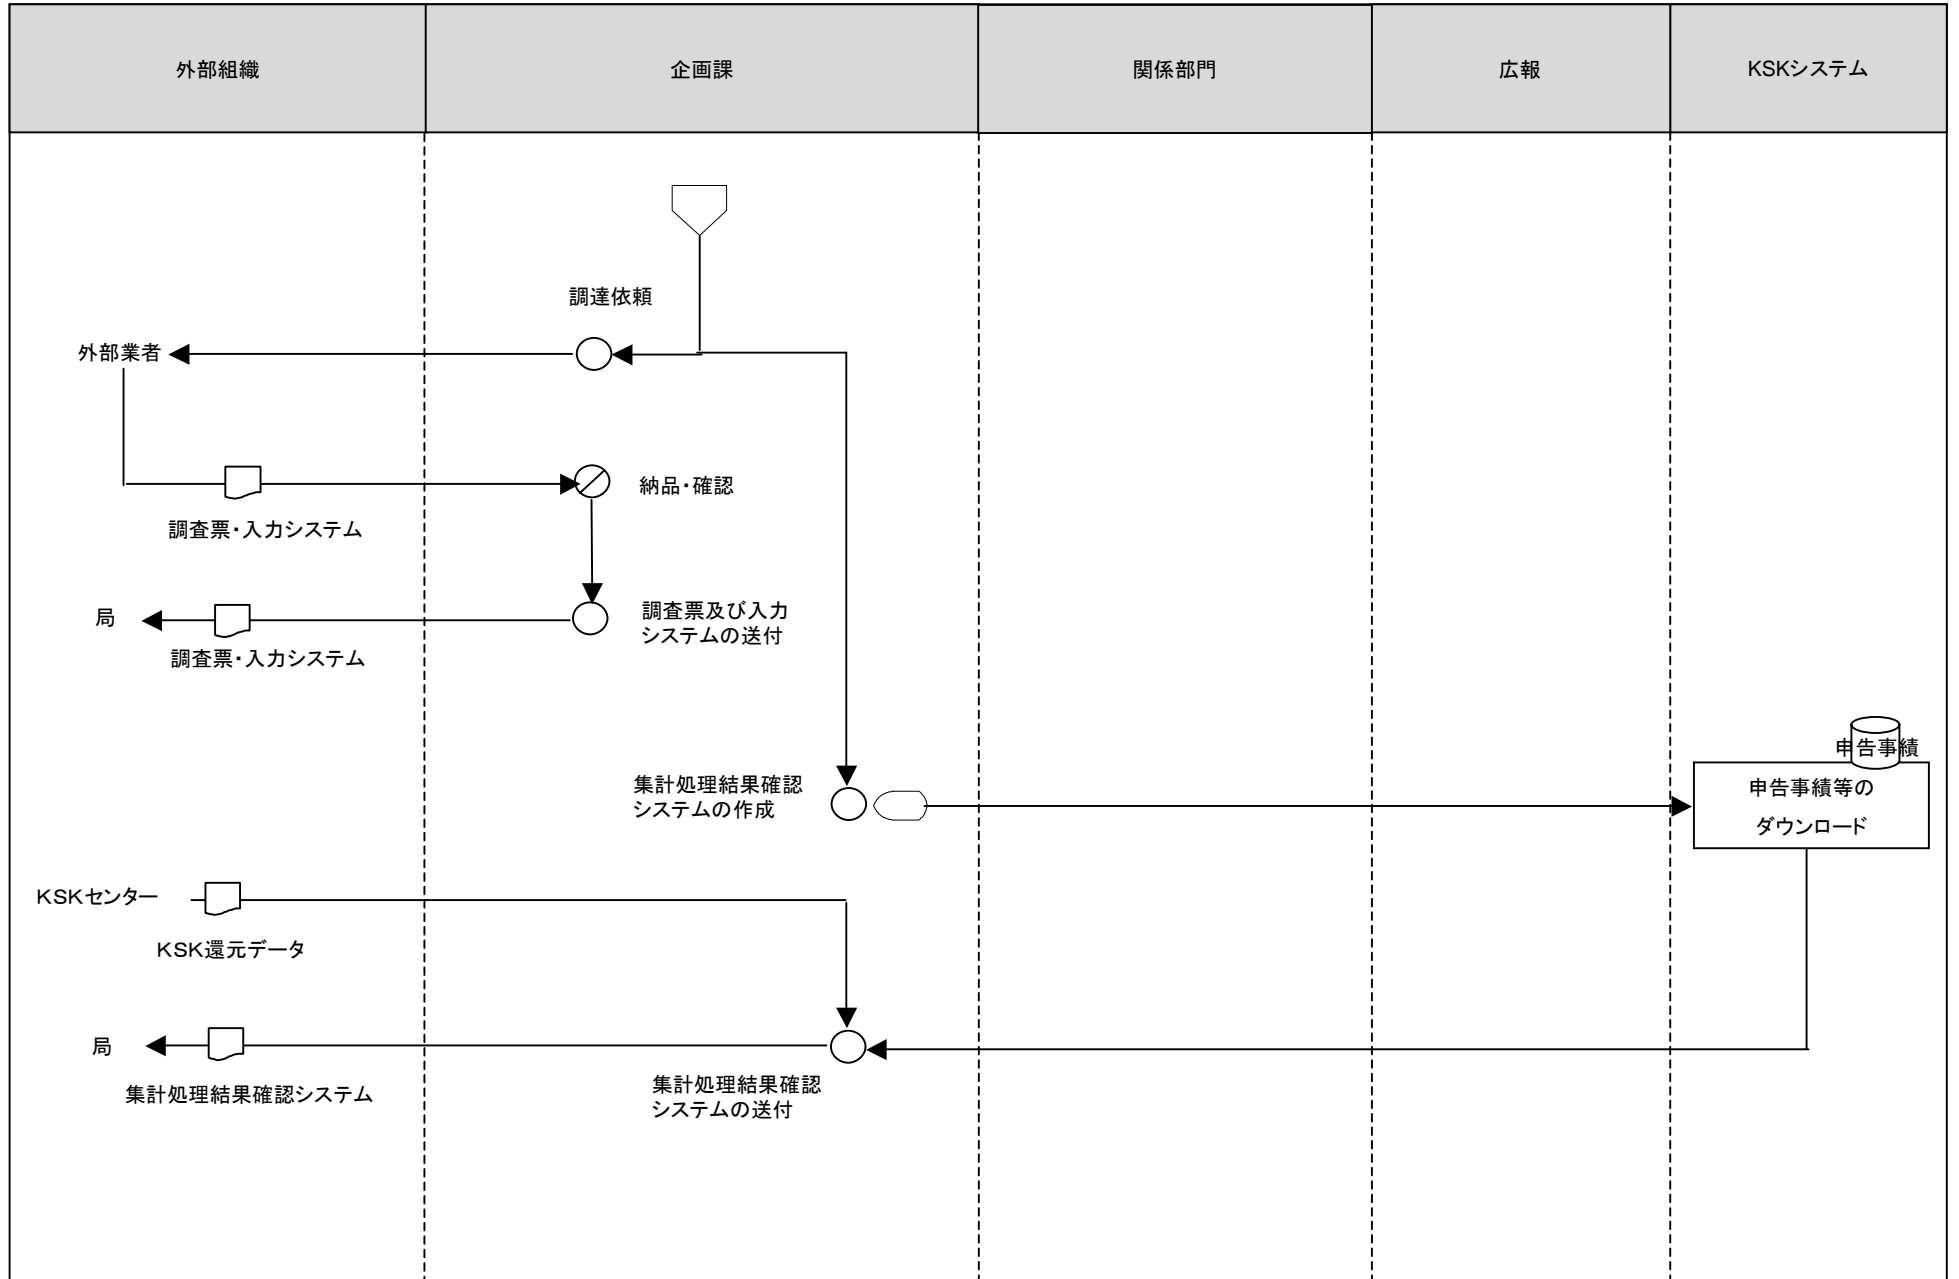 外部組織
企画課
関係部門
広報
KSKシステム
調達依頼
外部業者
納品・確認
調査票・入力システム
局
調査票及び入力
システムの送付
調査票・入力システム
申告事績
集計処理結果確認
システムの作成
申告事績等の
ダウンロード
KSKセンター
KSK還元データ
局
集計処理結果確認システム
集計処理結果確認
システムの送付